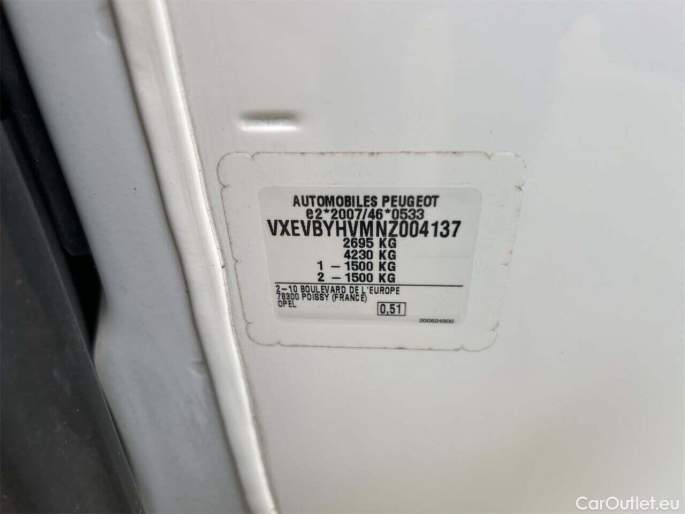 AUTOMOBILES PEUGEOT
e2*2007/46*0533
VXEVBYHVMNZ004137
2695 KG
4230 KG
1 - 1500 KG
2 - 1500 KG
2-10 BOULEVARD DE L'EUROPE
78300 POISSY (FRANCE)
OPEL
0.51
CarOutlet.eu